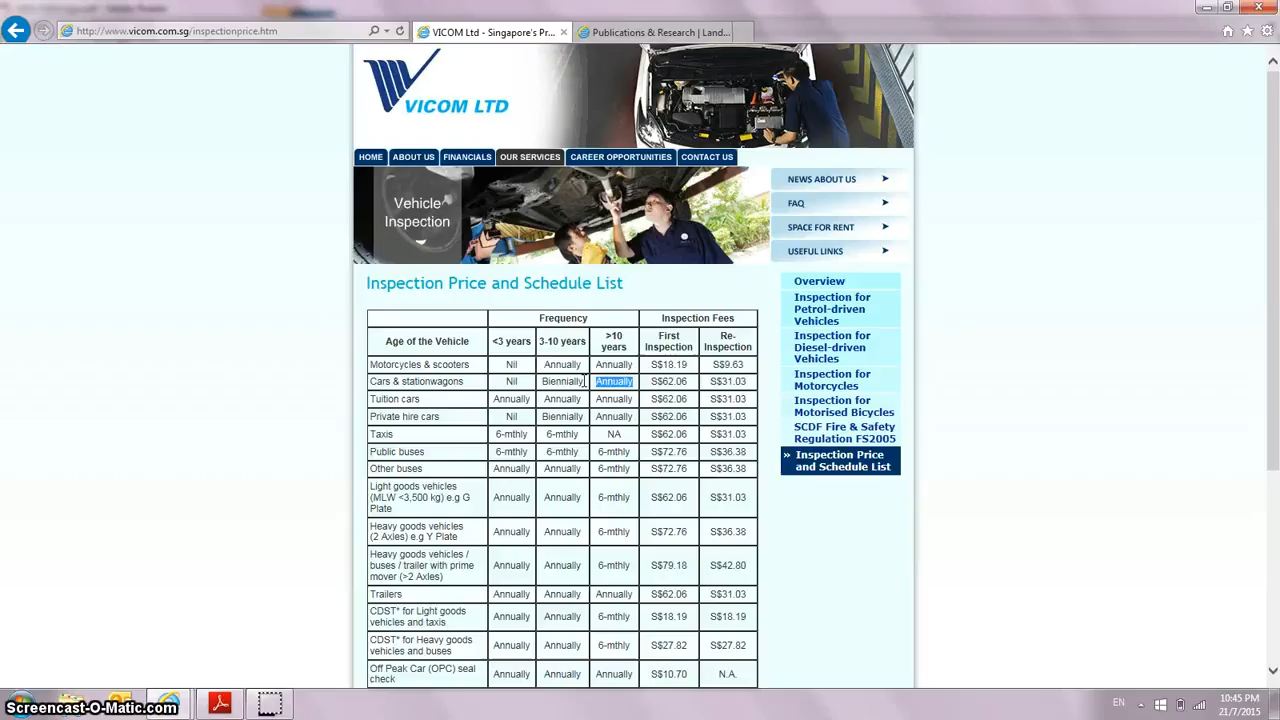 http://www.vicom.com.sg/inspectionprice.htm
VICOM Ltd - Singapore's Pr...
Publications & Research | Land...
VICOM LTD
HOME ABOUT US FINANCIALS OUR SERVICES CAREER OPPORTUNITIES CONTACT US
Vehicle
Inspection
NEWS ABOUT US
FAQ
SPACE FOR RENT
USEFUL LINKS
Inspection Price and Schedule List
Frequency Inspection Fees
Age of the Vehicle <3 years 3-10 years >10 years First Inspection Re-Inspection
Motorcycles & scooters Nil Annually Annually S$18.19 S$9.63
Cars & stationwagons Nil Biennially Annually S$62.06 S$31.03
Tuition cars Annually Annually Annually S$62.06 S$31.03
Private hire cars Nil Biennially Annually S$62.06 S$31.03
Taxis 6-mthly 6-mthly NA S$62.06 S$31.03
Public buses 6-mthly 6-mthly 6-mthly S$72.76 S$36.38
Other buses Annually Annually 6-mthly S$72.76 S$36.38
Light goods vehicles
(MLW <3,500 kg) e.g G
Plate Annually Annually 6-mthly S$62.06 S$31.03
Heavy goods vehicles
(2 Axles) e.g Y Plate Annually Annually 6-mthly S$72.76 S$36.38
Heavy goods vehicles /
buses / trailer with prime
mover (>2 Axles) Annually Annually 6-mthly S$79.18 S$42.80
Trailers Annually Annually Annually S$62.06 S$31.03
CDST* for Light goods
vehicles and taxis Annually Annually 6-mthly S$18.19 S$18.19
CDST* for Heavy goods
vehicles and buses Annually Annually 6-mthly S$27.82 S$27.82
Off Peak Car (OPC) seal
check Annually Annually Annually S$10.70 N.A.
Overview
Inspection for
Petrol-driven
Vehicles
Inspection for
Diesel-driven
Vehicles
Inspection for
Motorcycles
Inspection for
Motorised Bicycles
SCDF Fire & Safety
Regulation FS2005
» Inspection Price
and Schedule List
Screencast-O-Matic.com
EN
10:45 PM
21/7/2015